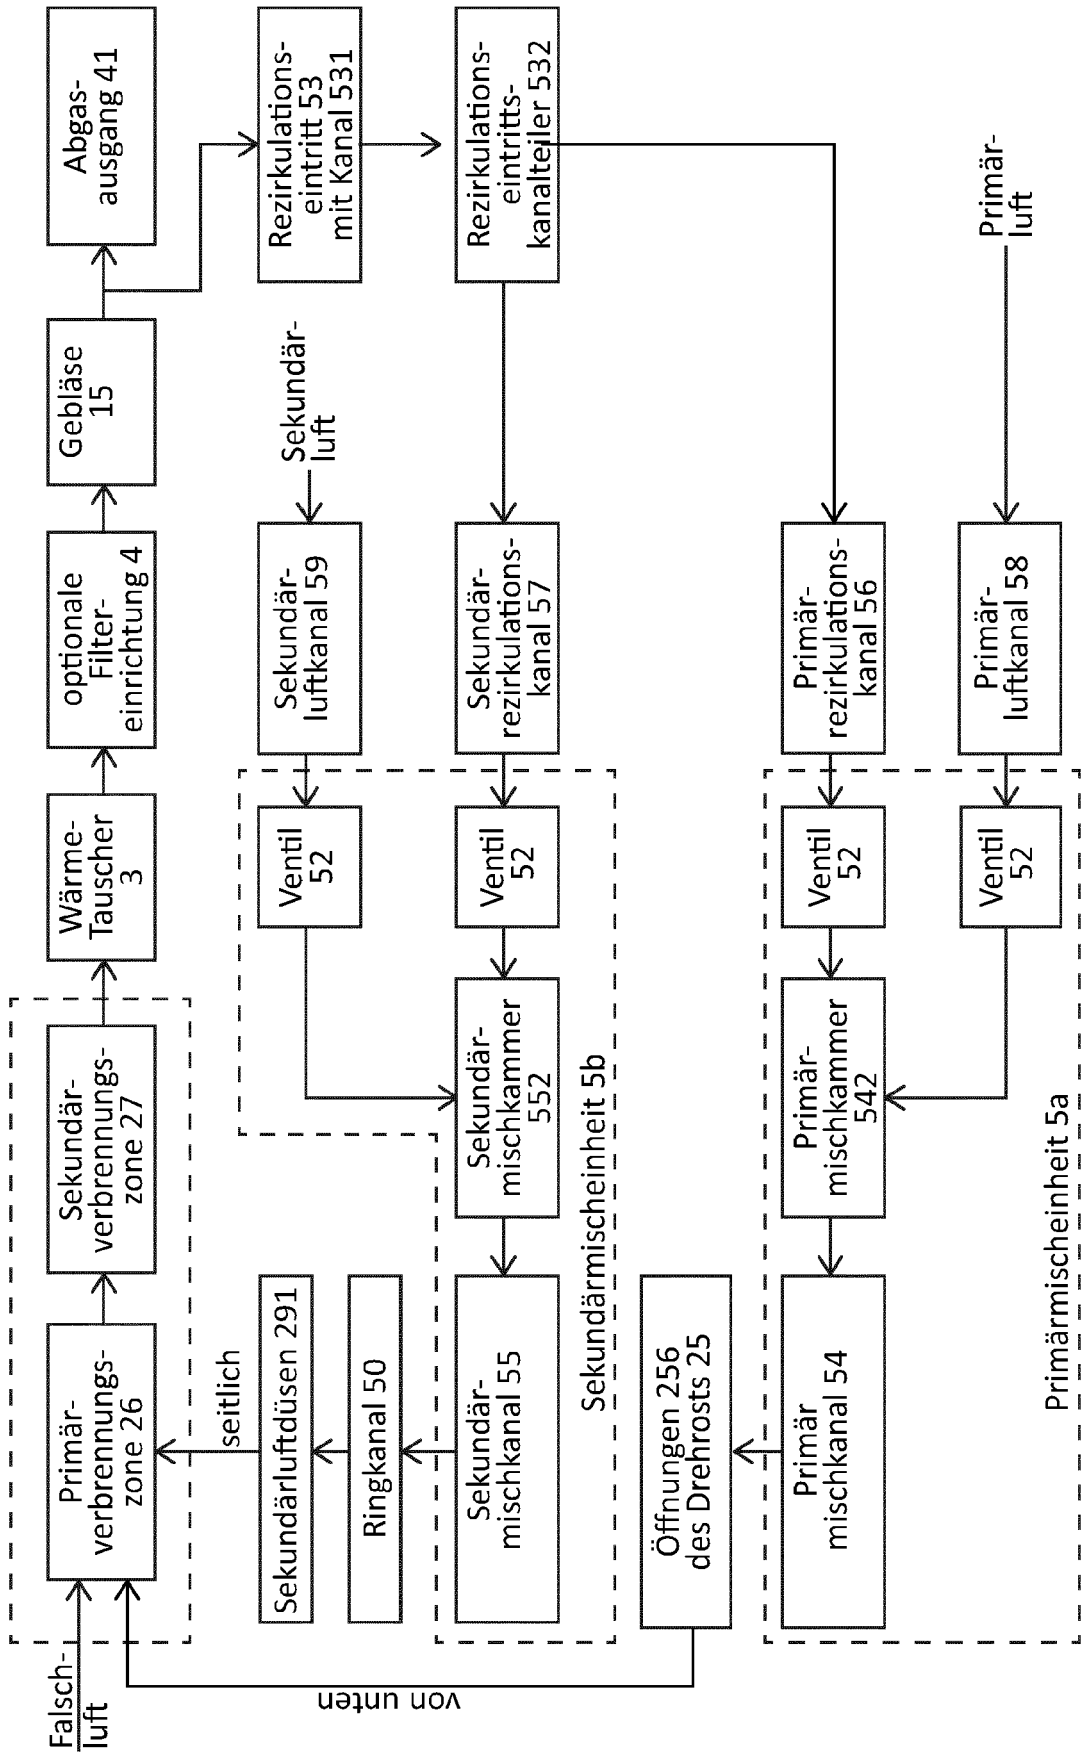 Falsch-
luft
Primär-
verbrennungs-
zone 26
Sekundär-
verbrennungs-
zone 27
Wärme-
Tauscher
3
optionale
Filter-
einrichtung 4
Gebläse
15
Abgas-
ausgang 41
seitlich
Sekundärluftdüsen 291
Ringkanal 50
Ventil
52
Sekundär-
luftkanal 59
Sekundär-
luft
Rezirkulations-
eintritt 53
mit Kanal 531
Sekundär-
mischkanal 55
Sekundär-
mischkammer
552
Ventil
52
Sekundär-
rezirkulations-
kanal 57
Rezirkulations-
eintritts-
kanalteiler 532
Sekundärmischeinheit 5b
von unten
Öffnungen 256
des Drehrosts 25
Primär
mischkanal 54
Primär-
mischkammer
542
Ventil
52
Primär-
rezirkulations-
kanal 56
Ventil
52
Primär-
luftkanal 58
Primär-
luft
Primärmischeinheit 5a